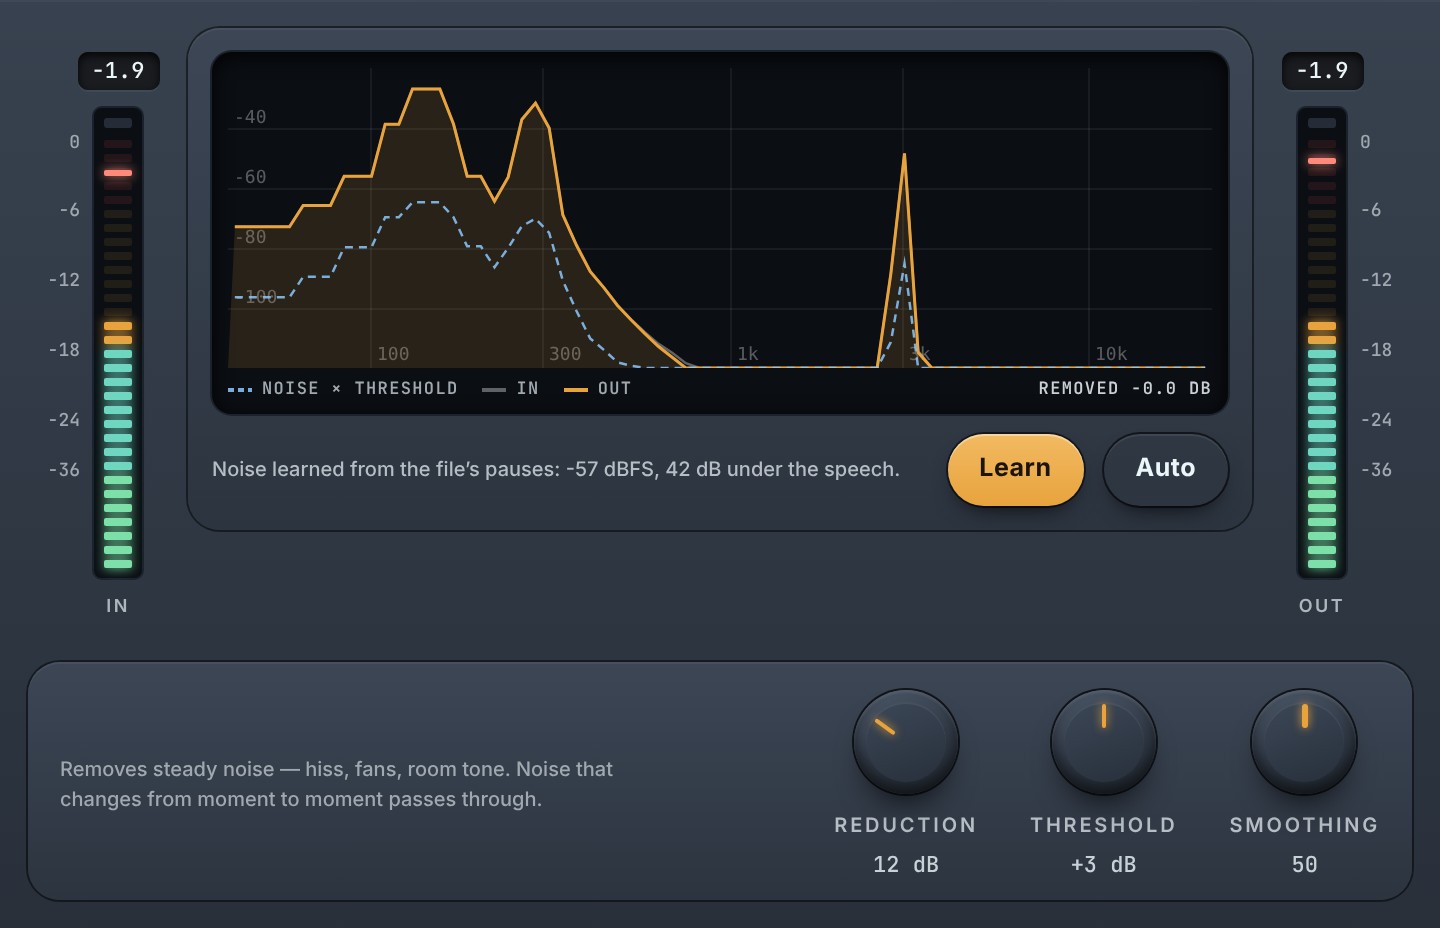 -1.9
-1.9
0
-6
-12
-18
-24
-36
IN
-40
-60
-80
-100
100
300
1k
3k
10k
NOISE × THRESHOLD
IN
OUT
REMOVED -0.0 DB
Noise learned from the file’s pauses: -57 dBFS, 42 dB under the speech.
Learn
Auto
0
-6
-12
-18
-24
-36
OUT
Removes steady noise — hiss, fans, room tone. Noise that
changes from moment to moment passes through.
REDUCTION
12 dB
THRESHOLD
+3 dB
SMOOTHING
50